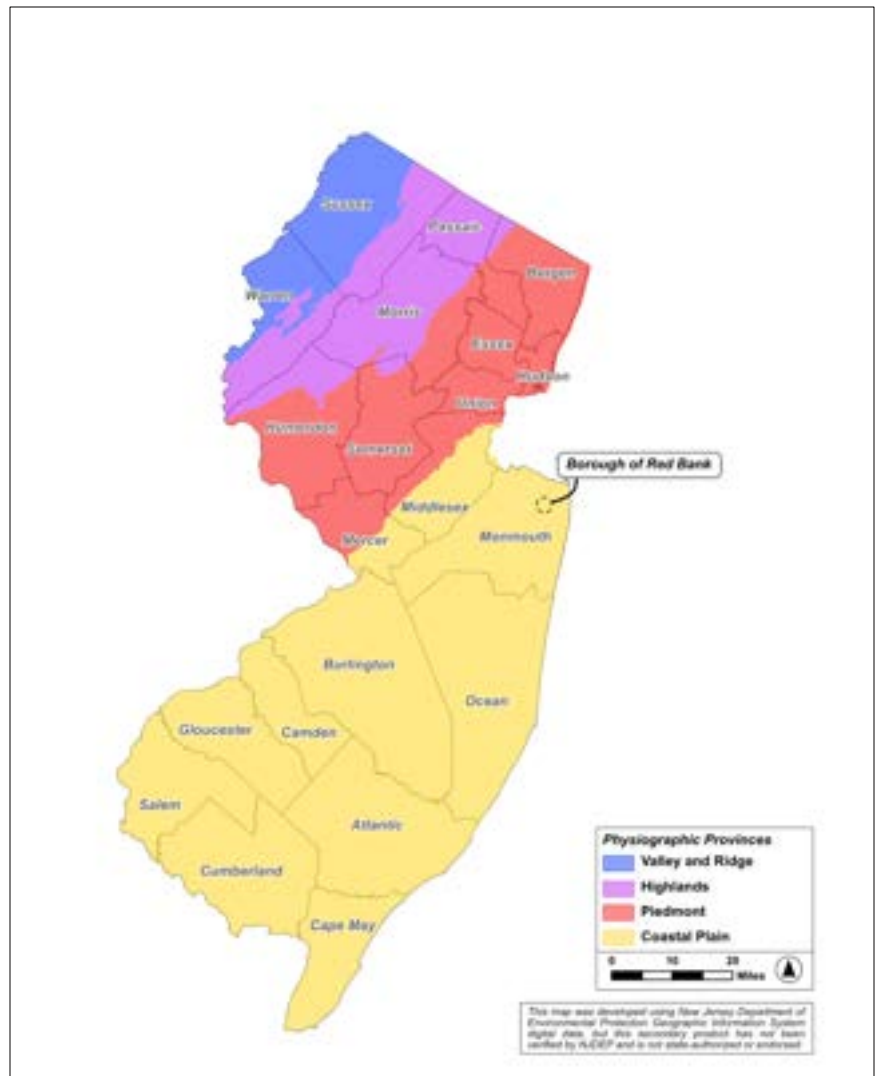 Sussex
Passaic
Bergen
Warren
Morris
Essex
Hudson
Union
Hunterdon
Somerset
Borough of Red Bank
Middlesex
Mercer
Monmouth
Burlington
Ocean
Gloucester
Camden
Salem
Atlantic
Cumberland
Cape May
Physiographic Provinces
Valley and Ridge
Highlands
Piedmont
Coastal Plain
0 10 20
Miles
This map was developed using New Jersey Department of
Environmental Protection Geographic Information System
digital data, but this secondary product has not been
verified by NJDEP and is not state-authorized or endorsed.